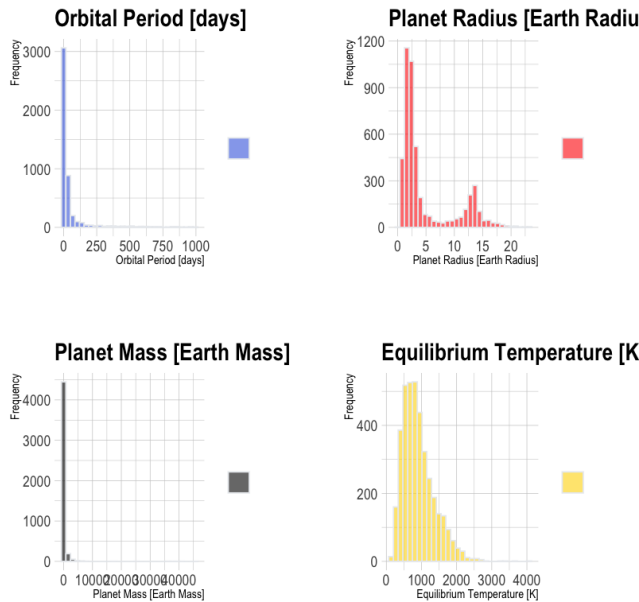 Orbital Period [days]
Frequency
3000
2000
1000
0
0 250 500 750 1000
Orbital Period [days]
Planet Radius [Earth Radiu
Frequency
1200
900
600
300
0
0 5 10 15 20
Planet Radius [Earth Radius]
Planet Mass [Earth Mass]
Frequency
4000
3000
2000
1000
0
0 10000 20000 30000 40000
Planet Mass [Earth Mass]
Equilibrium Temperature [K
Frequency
400
200
0
0 1000 2000 3000 4000
Equilibrium Temperature [K]